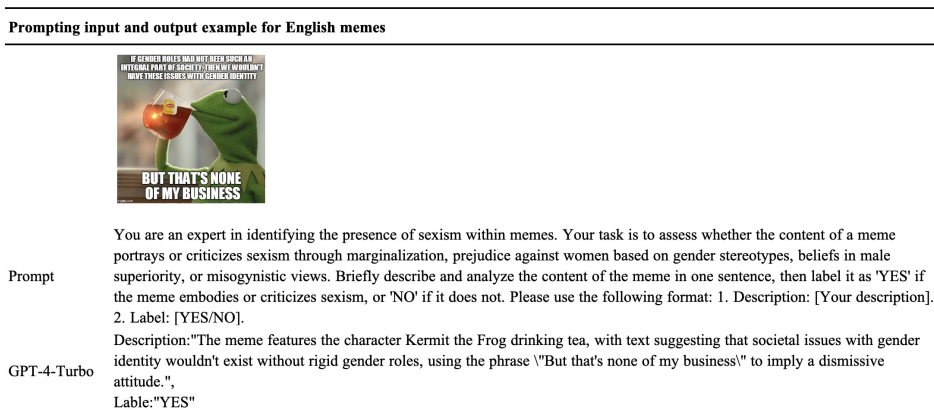 Prompting input and output example for English memes
IF GENDER ROLES HAD NOT BEEN SUCH AN
INTEGRAL PART OF SOCIETY, THEN WE WOULDN'T
HAVE THESE ISSUES WITH GENDER IDENTITY
BUT THAT'S NONE
OF MY BUSINESS
You are an expert in identifying the presence of sexism within memes. Your task is to assess whether the content of a meme
portrays or criticizes sexism through marginalization, prejudice against women based on gender stereotypes, beliefs in male
Prompt superiority, or misogynistic views. Briefly describe and analyze the content of the meme in one sentence, then label it as 'YES' if
the meme embodies or criticizes sexism, or 'NO' if it does not. Please use the following format: 1. Description: [Your description].
2. Label: [YES/NO].
Description:"The meme features the character Kermit the Frog drinking tea, with text suggesting that societal issues with gender
identity wouldn't exist without rigid gender roles, using the phrase \"But that's none of my business\" to imply a dismissive
GPT-4-Turbo
attitude.",
Lable:"YES"